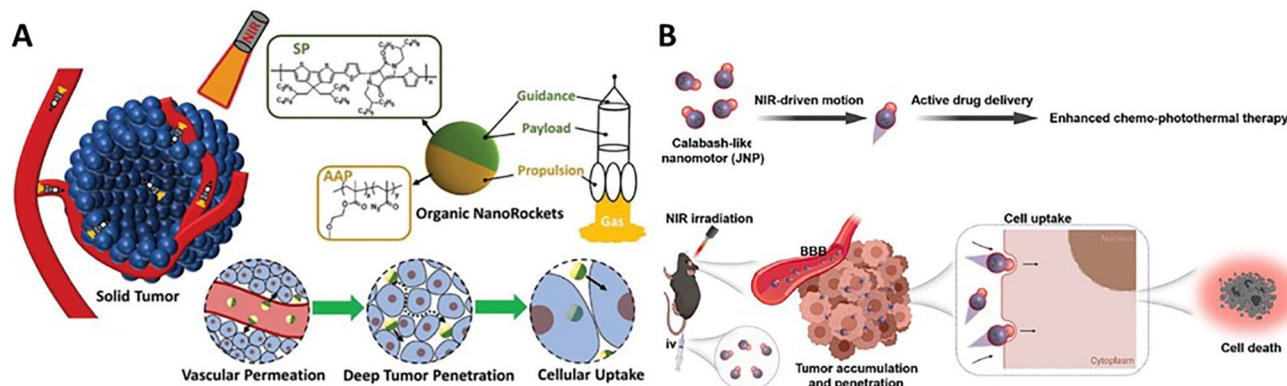 A
NIR
SP
Guidance
Payload
Propulsion
AAP
Organic NanoRockets
Gas
Solid Tumor
Vascular Permeation
Deep Tumor Penetration
Cellular Uptake
B
NIR-driven motion
Active drug delivery
Enhanced chemo-photothermal therapy
Calabash-like
nanomotor (JNP)
NIR irradiation
BBB
Cell uptake
Nucleus
iv
Tumor accumulation
and penetration
Cytoplasm
Cell death